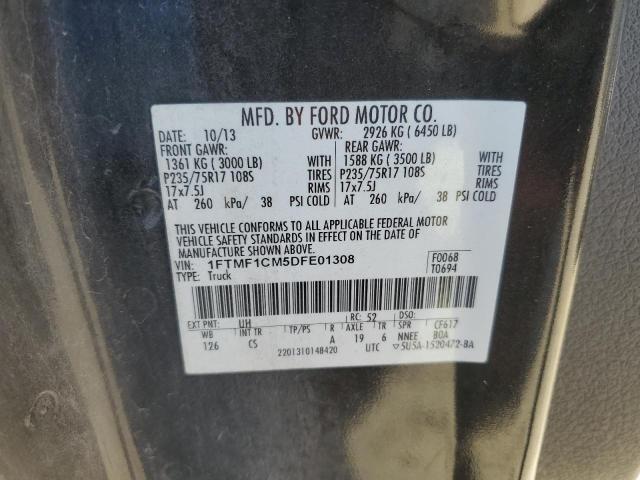 MFD. BY FORD MOTOR CO.
DATE: 10/13 GVWR: 2926 KG ( 6450 LB)
FRONT GAWR: REAR GAWR:
1361 KG ( 3000 LB) WITH 1588 KG ( 3500 LB) WITH
P235/75R17 108S TIRES P235/75R17 108S TIRES
17x7.5J RIMS 17x7.5J RIMS
AT 260 kPa/ 38 PSI COLD AT 260 kPa/ 38 PSI COLD
THIS VEHICLE CONFORMS TO ALL APPLICABLE FEDERAL MOTOR
VEHICLE SAFETY STANDARDS IN EFFECT ON THE DATE OF
MANUFACTURE SHOWN ABOVE.
VIN: 1FTMF1CM5DFE01308 F0068
TYPE: Truck T0694
EXT PNT: UH RC: 52 DSO:
WB INT TR TP/PS R AXLE TR SPR CF617
126 CS A 19 6 NNEE BOA
2201310148420 UTC ▽5U5A-1520472-BA